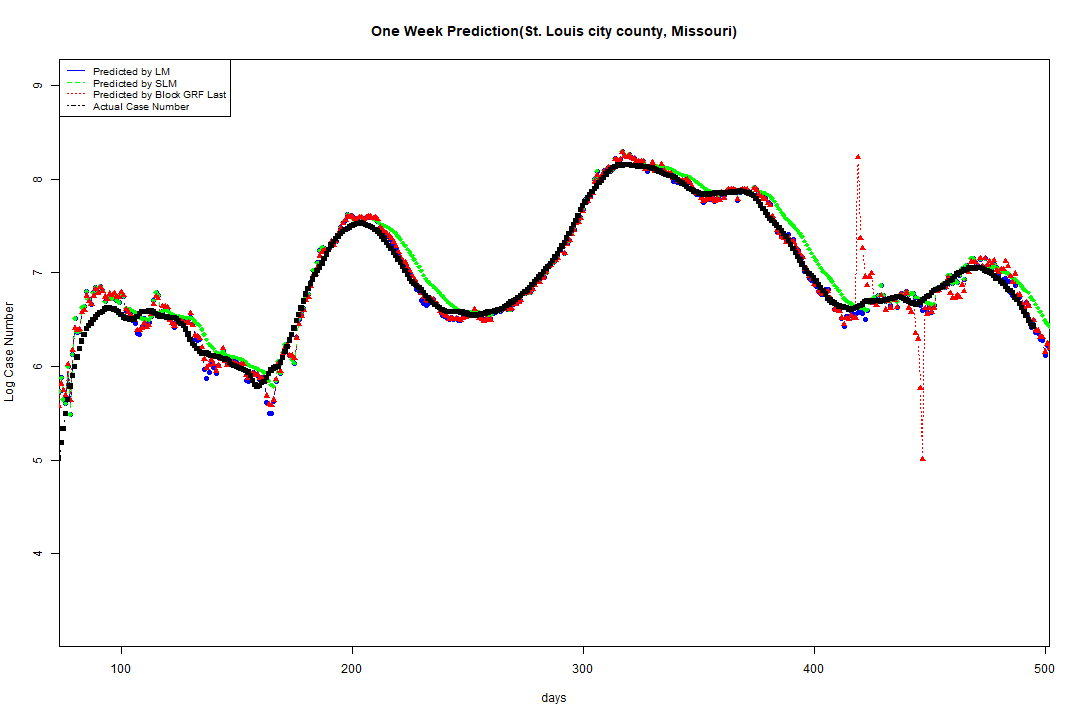 One Week Prediction(St. Louis city county, Missouri)
Predicted by LM
Predicted by SLM
Predicted by Block GRF Last
Actual Case Number
9
8
7
6
5
4
Log Case Number
100 200 300 400 500
days